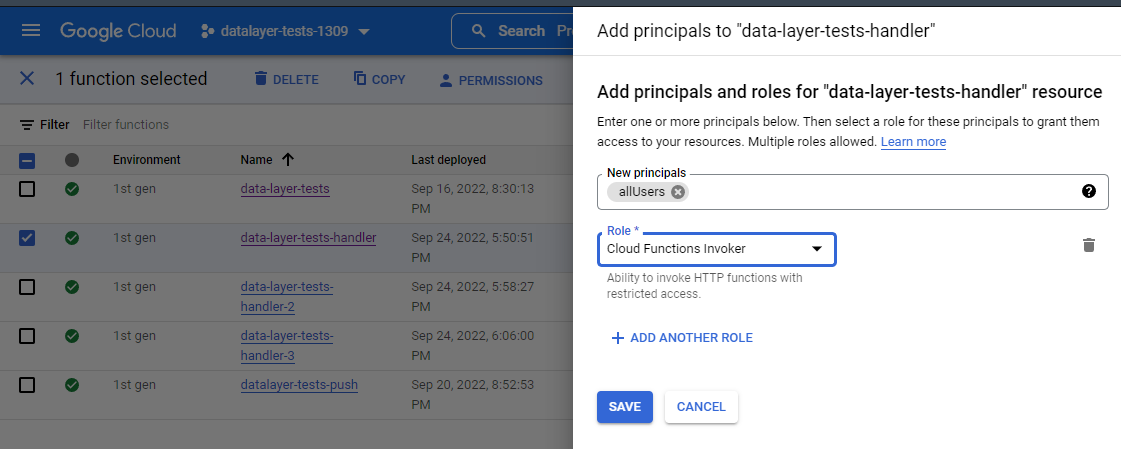 Google Cloud
datalayer-tests-1309
Search Pr
1 function selected
DELETE
COPY
PERMISSIONS
Filter Filter functions
Environment Name Last deployed
1st gen data-layer-tests Sep 16, 2022, 8:30:13
PM
1st gen data-layer-tests-handler Sep 24, 2022, 5:50:51
PM
1st gen data-layer-tests- Sep 24, 2022, 5:58:27
handler-2 PM
1st gen data-layer-tests- Sep 24, 2022, 6:06:00
handler-3 PM
1st gen datalayer-tests-push Sep 20, 2022, 8:52:53
PM
Add principals to "data-layer-tests-handler"
Add principals and roles for "data-layer-tests-handler" resource
Enter one or more principals below. Then select a role for these principals to grant them
access to your resources. Multiple roles allowed. Learn more
New principals
allUsers
Role *
Cloud Functions Invoker
Ability to invoke HTTP functions with
restricted access.
ADD ANOTHER ROLE
SAVE
CANCEL